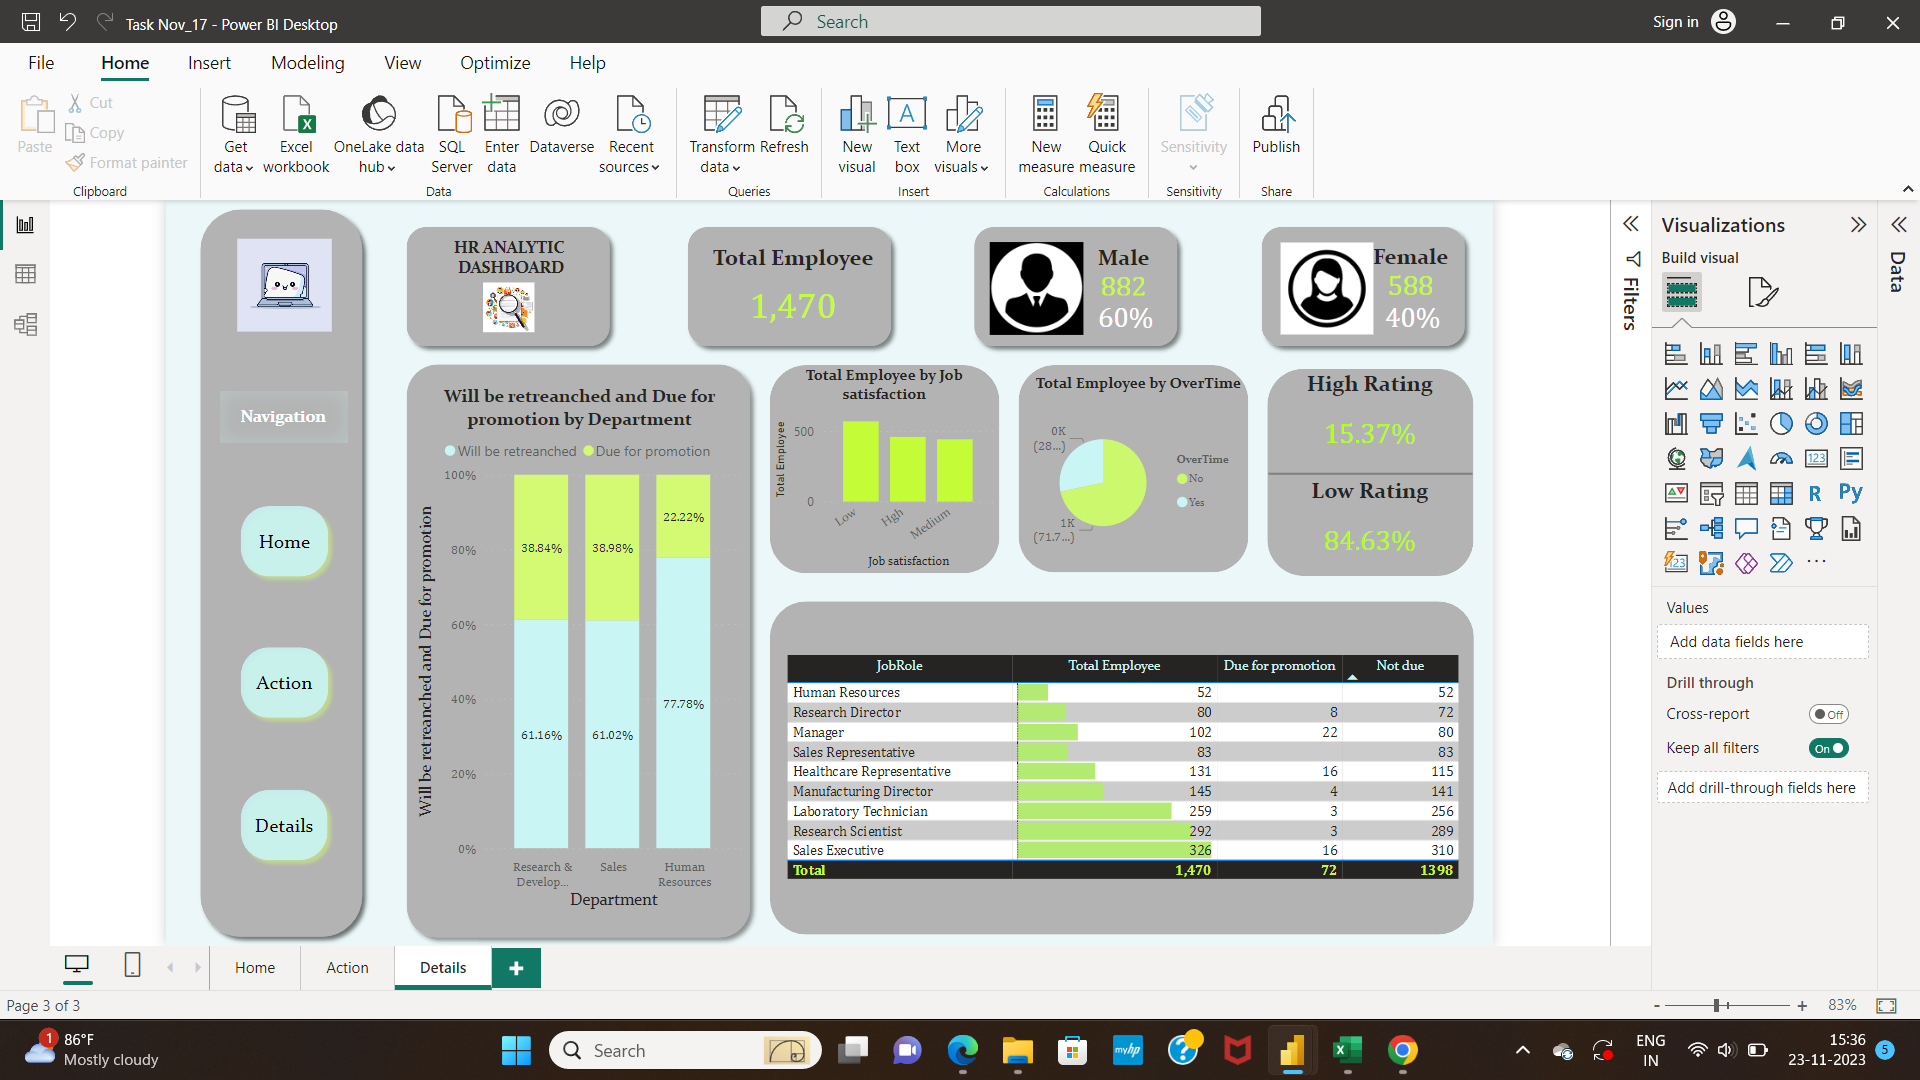 Task Nov_17 - Power BI Desktop
Search
Sign in
File Home Insert Modeling View Optimize Help
Paste
Cut
Copy
Format painter
Clipboard
Get data
Excel workbook
OneLake data hub
SQL Server
Enter data
Dataverse
Recent sources
Data
Transform data
Refresh
Queries
New visual
Text box
More visuals
Insert
New measure
Quick measure
Calculations
Sensitivity
Sensitivity
Publish
Share
Navigation
Home
Action
Details
HR ANALYTIC
DASHBOARD
Total Employee
1,470
Male
882
60%
Female
588
40%
Will be retreanched and Due for
promotion by Department
Will be retreanched Due for promotion
Will be retreanched and Due for promotion
100%
80%
60%
40%
20%
0%
38.84%
38.98%
22.22%
61.16%
61.02%
77.78%
Research &
Develop...
Sales
Human
Resources
Department
Total Employee by Job
satisfaction
Total Employee
500
0
Low
Hgh
Medium
Job satisfaction
Total Employee by OverTime
0K
(28...)
1K
(71.7...)
OverTime
No
Yes
High Rating
15.37%
Low Rating
84.63%
JobRole Total Employee Due for promotion Not due
Human Resources 52 52
Research Director 80 8 72
Manager 102 22 80
Sales Representative 83 83
Healthcare Representative 131 16 115
Manufacturing Director 145 4 141
Laboratory Technician 259 3 256
Research Scientist 292 3 289
Sales Executive 326 16 310
Total 1,470 72 1398
Filters
Visualizations
Build visual
123
R
Py
123
...
Values
Add data fields here
Drill through
Cross-report Off
Keep all filters On
Add drill-through fields here
Data
Home Action Details +
Page 3 of 3
- + 83%
1
86°F
Mostly cloudy
Search
myhp
ENG
IN
15:36
23-11-2023
5